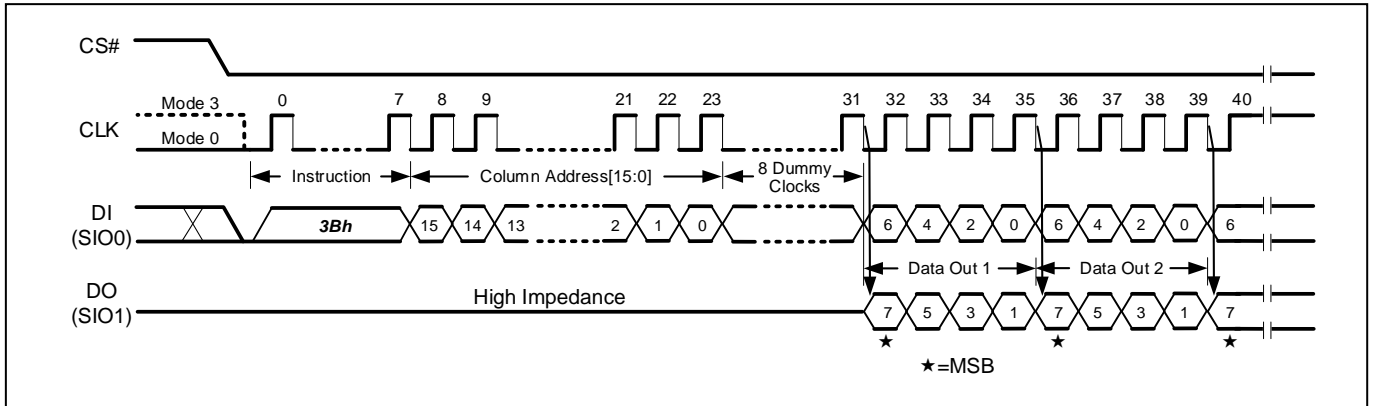 CS#
Mode 3 0 7 8 9 21 22 23 31 32 33 34 35 36 37 38 39 40
CLK
Mode 0
Instruction Column Address[15:0] 8 Dummy
Clocks
DI
(SIO0)
3Bh 15 14 13 2 1 0 6 4 2 0 6 4 2 0 6
Data Out 1 Data Out 2
DO
(SIO1)
High Impedance
7 5 3 1 7 5 3 1 7
★ ★ ★
★=MSB